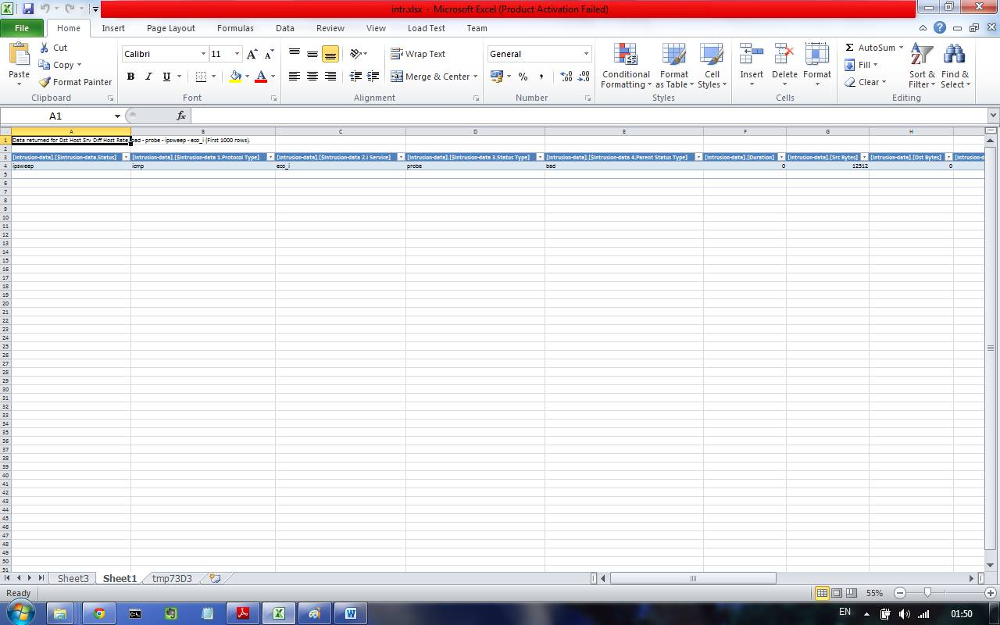 intr.xlsx - Microsoft Excel (Product Activation Failed)
File Home Insert Page Layout Formulas Data Review View Load Test Team
Paste
Cut
Copy
Format Painter
Clipboard
Calibri 11
B I U
Font
Wrap Text
Merge & Center
Alignment
General
% ,
Number
Conditional Formatting
Format as Table
Cell Styles
Styles
Insert Delete Format
Cells
AutoSum
Fill
Clear
Sort & Filter
Find & Select
Editing
A1 fx
A B C D E F G H
1 Data returned for Dst Host Srv Diff Host Rate, bad - probe - ipsweep - eco_i (First 1000 rows).
2
3 [Intrusion-data].[$Intrusion-data.Status] [Intrusion-data].[$Intrusion-data 1.Protocol Type] [Intrusion-data].[$Intrusion-data 2.i Service] [Intrusion-data].[$Intrusion-data 3.Status Type] [Intrusion-data].[$Intrusion-data 4.Parent Status Type] [Intrusion-data].[Duration] [Intrusion-data].[Src Bytes] [Intrusion-data].[Dst Bytes] [Intrusion-d
4 ipsweep icmp eco_i probe bad 0 12512 0
5
6
7
8
9
10
11
12
13
14
15
16
17
18
19
20
21
22
23
24
25
26
27
28
29
30
31
32
33
34
35
36
37
38
39
40
41
42
43
44
45
46
47
48
49
50
51
Sheet3 Sheet1 tmp73D3
Ready 55%
EN 01:50